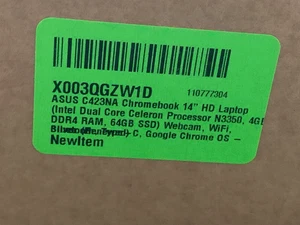 X003QGZW1D 110777304
ASUS C423NA Chromebook 14" HD Laptop
(Intel Dual Core Celeron Processor N3350, 4GB
DDR4 RAM, 64GB SSD) Webcam, WiFi,
C, Google Chrome OS –
NewItem